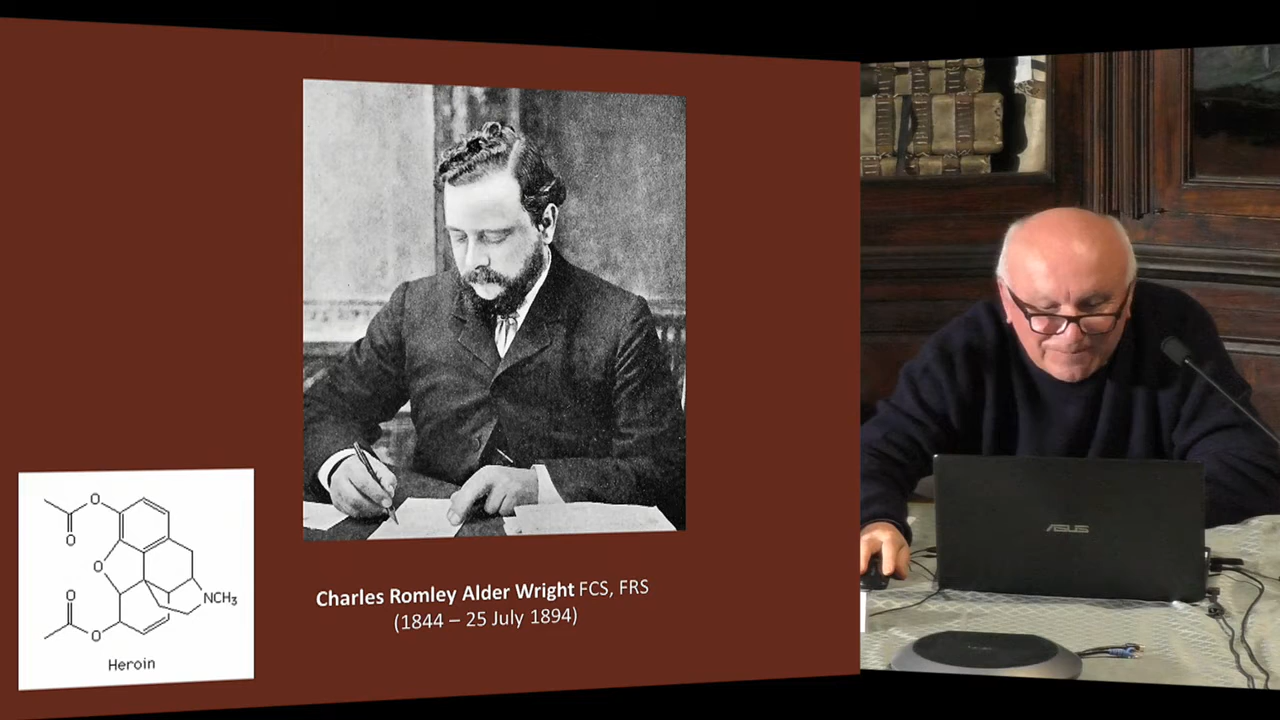 Charles Romley Alder Wright FCS, FRS
(1844 – 25 July 1894)
O
O
O
O
O
NCH3
Heroin
ASUS